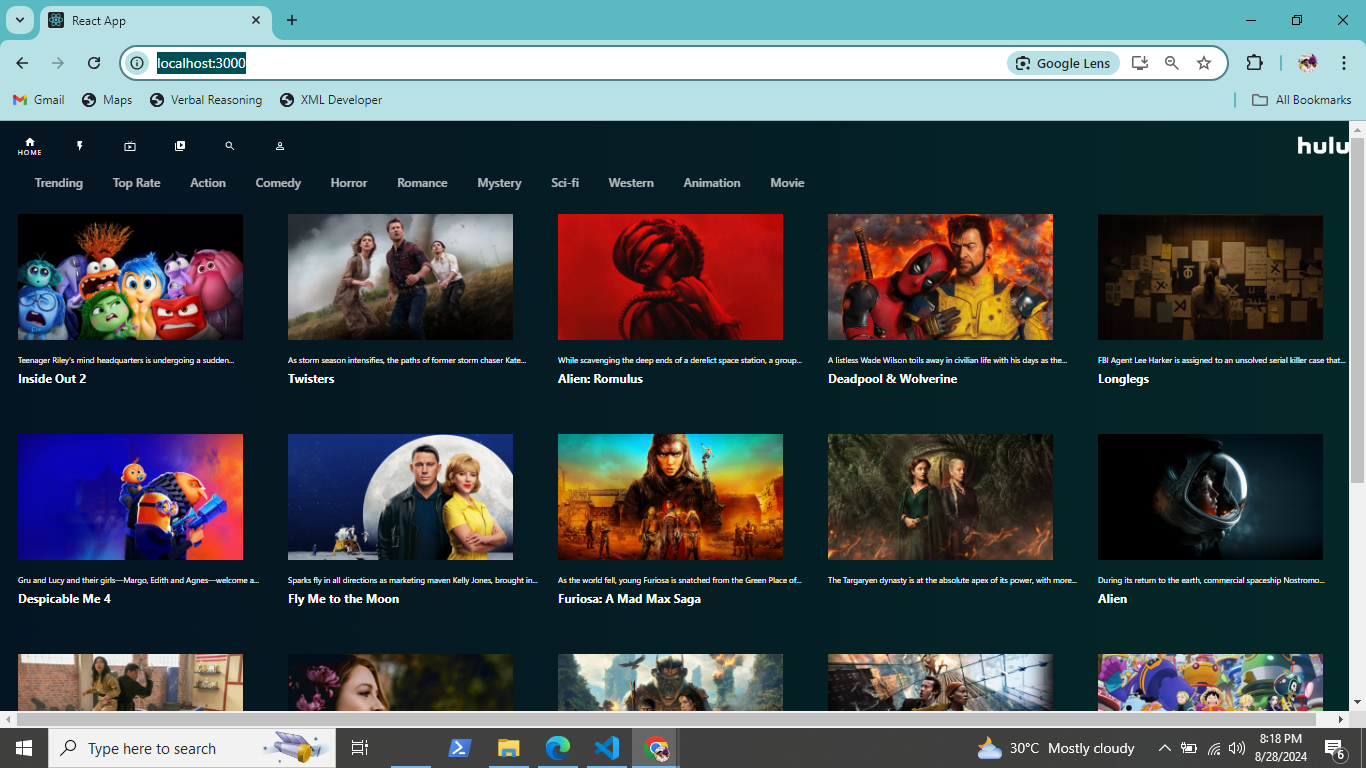 React App
localhost:3000
Google Lens
Gmail
Maps
Verbal Reasoning
XML Developer
All Bookmarks
HOME
hulu
Trending
Top Rate
Action
Comedy
Horror
Romance
Mystery
Sci-fi
Western
Animation
Movie
Teenager Riley's mind headquarters is undergoing a sudden...
As storm season intensifies, the paths of former storm chaser Kate...
While scavenging the deep ends of a derelict space station, a group...
A listless Wade Wilson toils away in civilian life with his days as the...
FBI Agent Lee Harker is assigned to an unsolved serial killer case that...
Inside Out 2
Twisters
Alien: Romulus
Deadpool & Wolverine
Longlegs
Gru and Lucy and their girls—Margo, Edith and Agnes—welcome a...
Sparks fly in all directions as marketing maven Kelly Jones, brought in...
As the world fell, young Furiosa is snatched from the Green Place of...
The Targaryen dynasty is at the absolute apex of its power, with more...
During its return to the earth, commercial spaceship Nostromo...
Despicable Me 4
Fly Me to the Moon
Furiosa: A Mad Max Saga
Alien
Type here to search
30°C Mostly cloudy
8:18 PM
8/28/2024
6